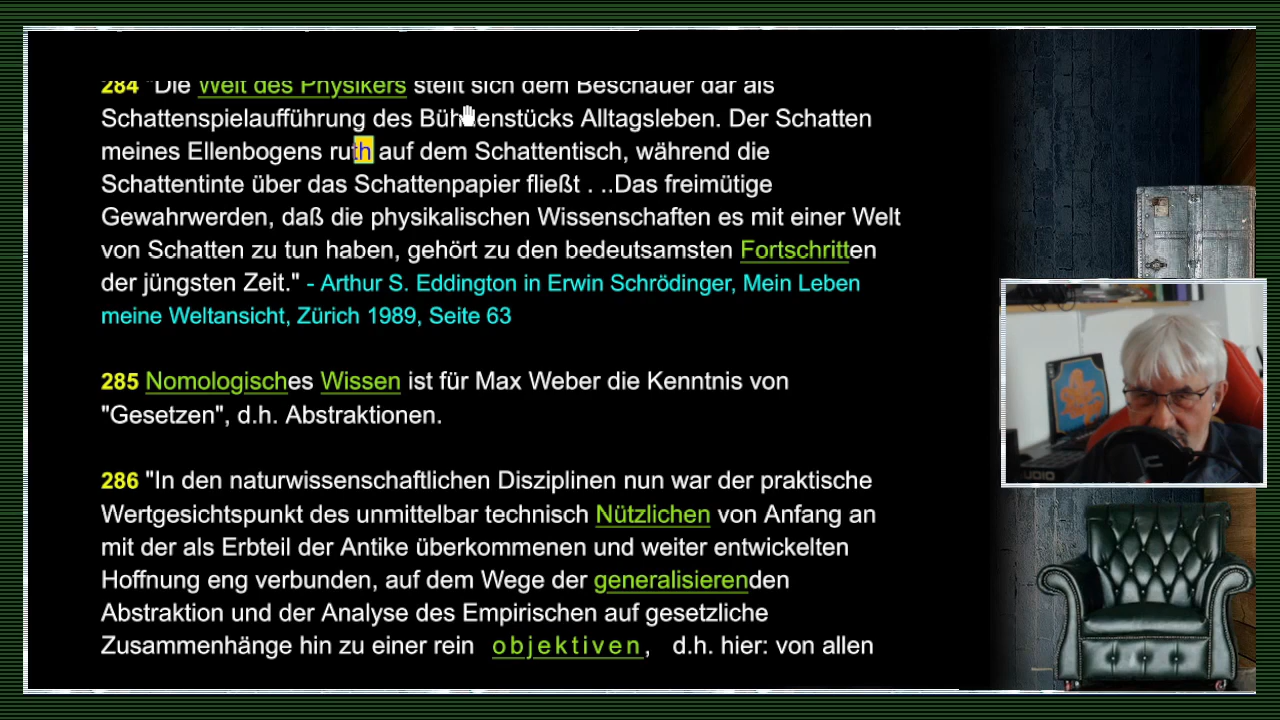 284 "Die Welt des Physikers stellt sich dem Beschauer dar als
Schattenspielaufführung des Bühnenstücks Alltagsleben. Der Schatten
meines Ellenbogens ruth auf dem Schattentisch, während die
Schattentinte über das Schattenpapier fließt . ..Das freimütige
Gewahrwerden, daß die physikalischen Wissenschaften es mit einer Welt
von Schatten zu tun haben, gehört zu den bedeutsamsten Fortschritten
der jüngsten Zeit." - Arthur S. Eddington in Erwin Schrödinger, Mein Leben
meine Weltansicht, Zürich 1989, Seite 63
285 Nomologisches Wissen ist für Max Weber die Kenntnis von
"Gesetzen", d.h. Abstraktionen.
286 "In den naturwissenschaftlichen Disziplinen nun war der praktische
Wertgesichtspunkt des unmittelbar technisch Nützlichen von Anfang an
mit der als Erbteil der Antike überkommenen und weiter entwickelten
Hoffnung eng verbunden, auf dem Wege der generalisierenden
Abstraktion und der Analyse des Empirischen auf gesetzliche
Zusammenhänge hin zu einer rein objektiven, d.h. hier: von allen